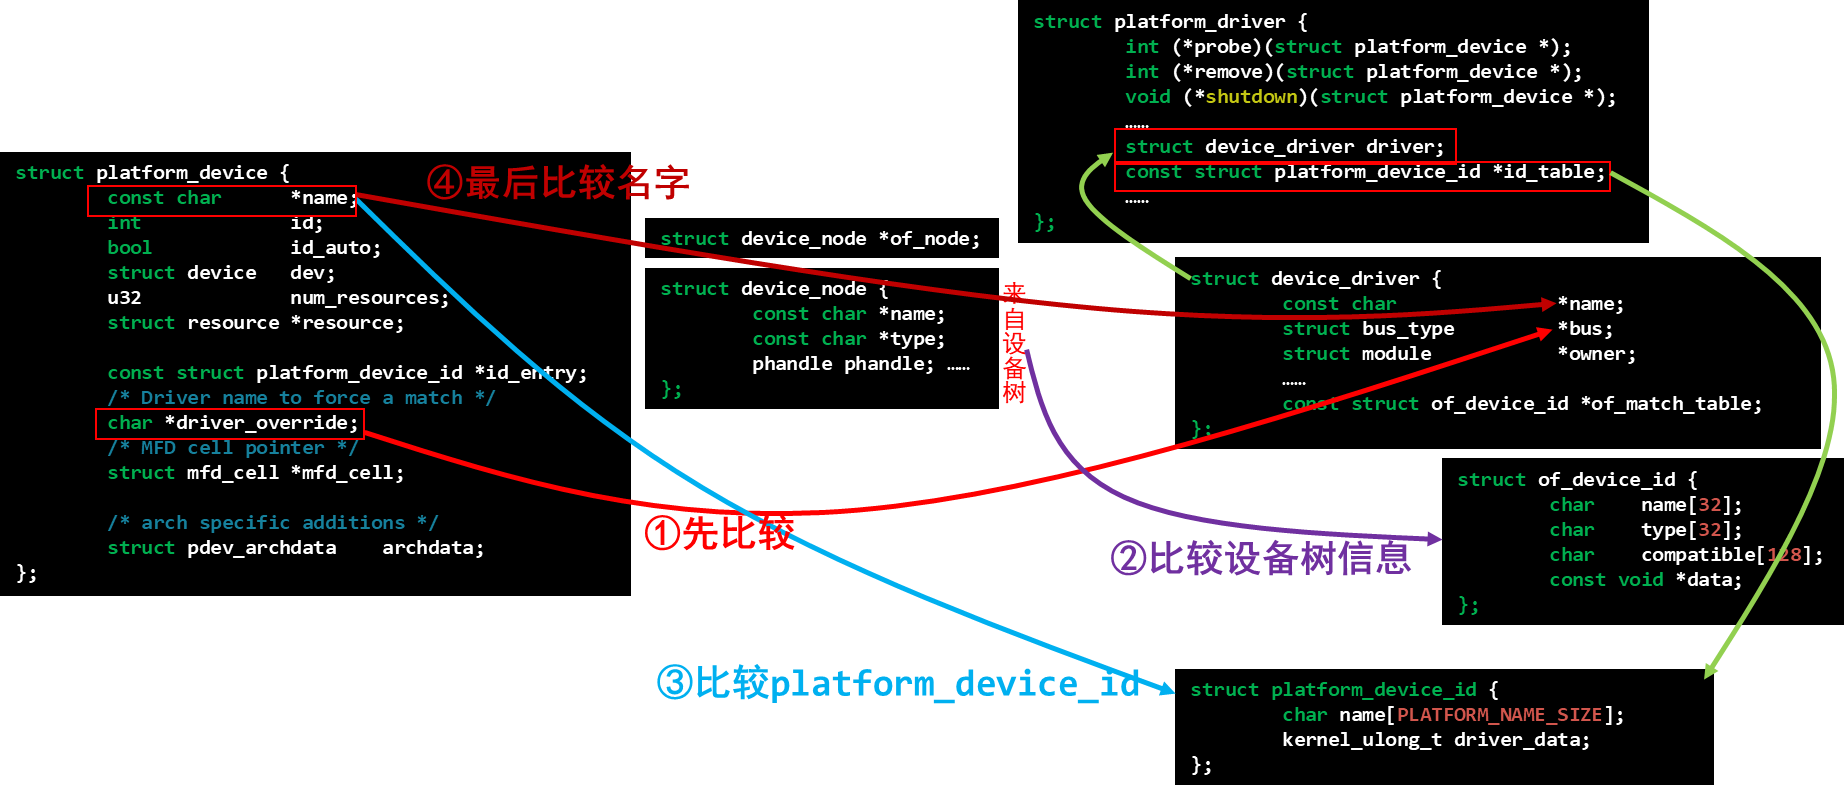 struct platform_driver {
int (*probe)(struct platform_device *);
int (*remove)(struct platform_device *);
void (*shutdown)(struct platform_device *);
……
struct device_driver driver;
const struct platform_device_id *id_table;
……
};
struct platform_device {
const char *name;
int id;
bool id_auto;
struct device dev;
u32 num_resources;
struct resource *resource;
const struct platform_device_id *id_entry;
/* Driver name to force a match */
char *driver_override;
/* MFD cell pointer */
struct mfd_cell *mfd_cell;
/* arch specific additions */
struct pdev_archdata archdata;
};
④最后比较名字
struct device_node *of_node;
struct device_node {
const char *name;
const char *type;
phandle phandle; ……
};
来自设备树
struct device_driver {
const char *name;
struct bus_type *bus;
struct module *owner;
……
const struct of_device_id *of_match_table;
};
①先比较
②比较设备树信息
struct of_device_id {
char name[32];
char type[32];
char compatible[128];
const void *data;
};
③比较platform_device_id
struct platform_device_id {
char name[PLATFORM_NAME_SIZE];
kernel_ulong_t driver_data;
};